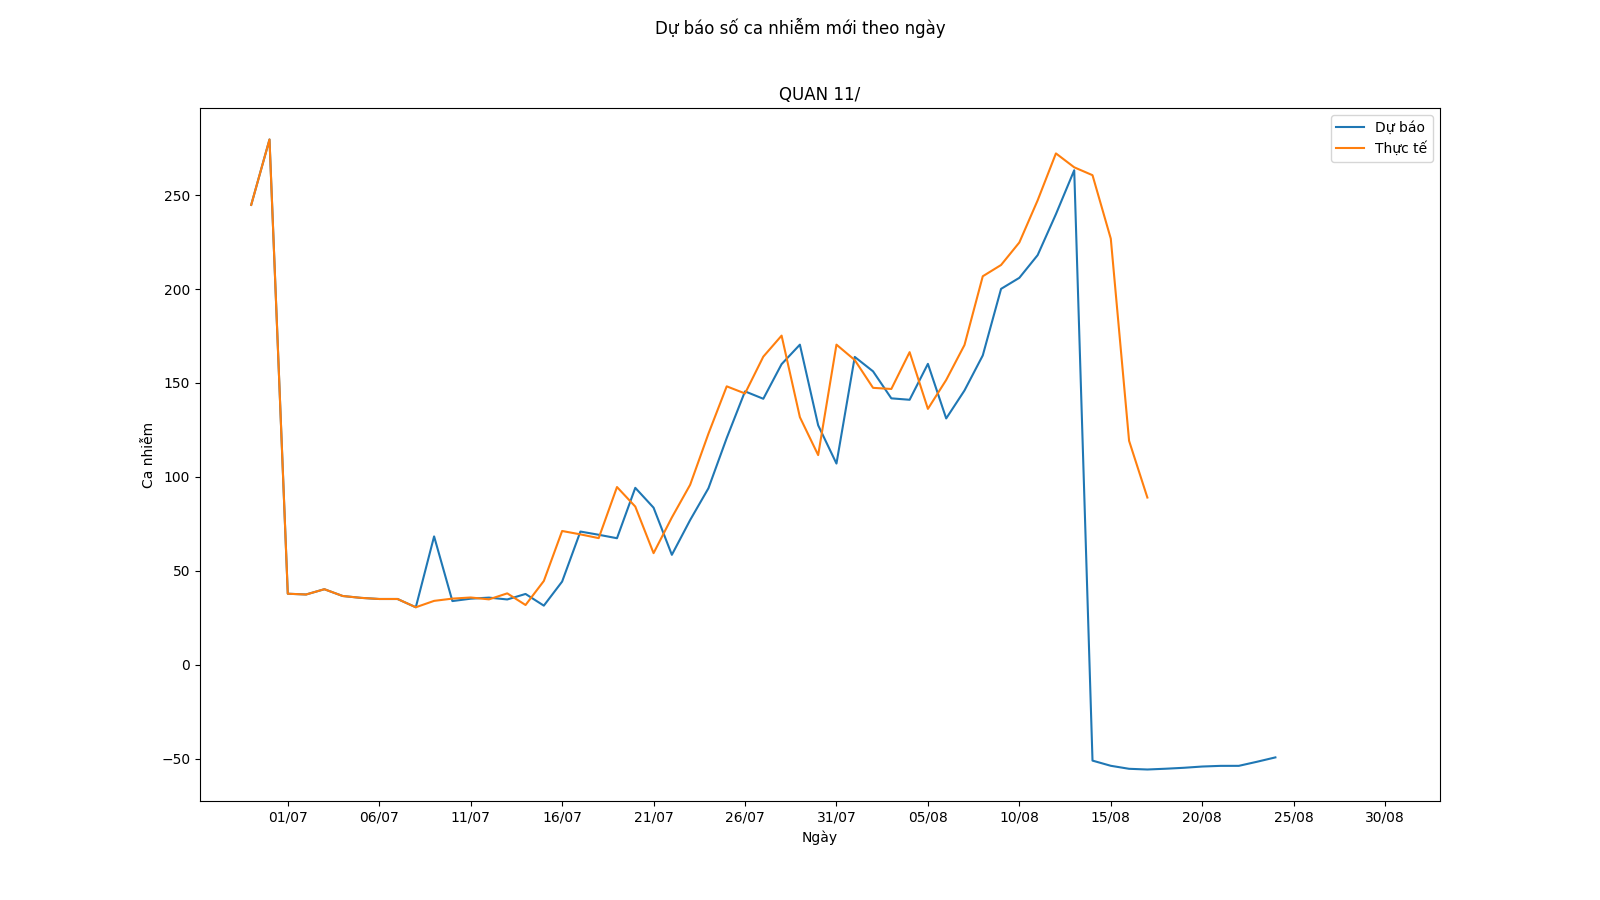 Dự báo số ca nhiễm mới theo ngày
QUAN 11/
Dự báo
Thực tế
250
200
150
100
50
0
−50
Ca nhiễm
01/07 06/07 11/07 16/07 21/07 26/07 31/07 05/08 10/08 15/08 20/08 25/08 30/08
Ngày